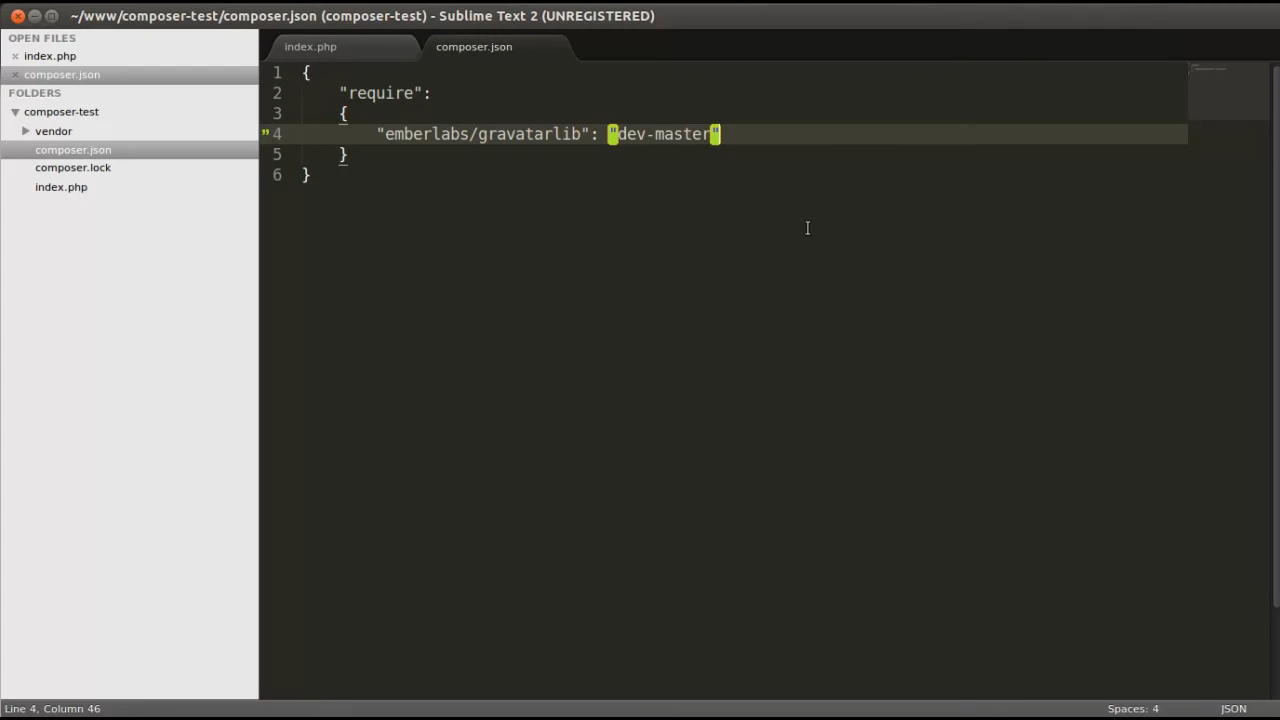 ~/www/composer-test/composer.json (composer-test) - Sublime Text 2 (UNREGISTERED)
OPEN FILES
index.php
composer.json
FOLDERS
composer-test
vendor
composer.json
composer.lock
index.php
index.php
composer.json
1 {
2 "require":
3 {
4 "emberlabs/gravatarlib": "dev-master"
5 }
6 }
Line 4, Column 46
Spaces: 4
JSON